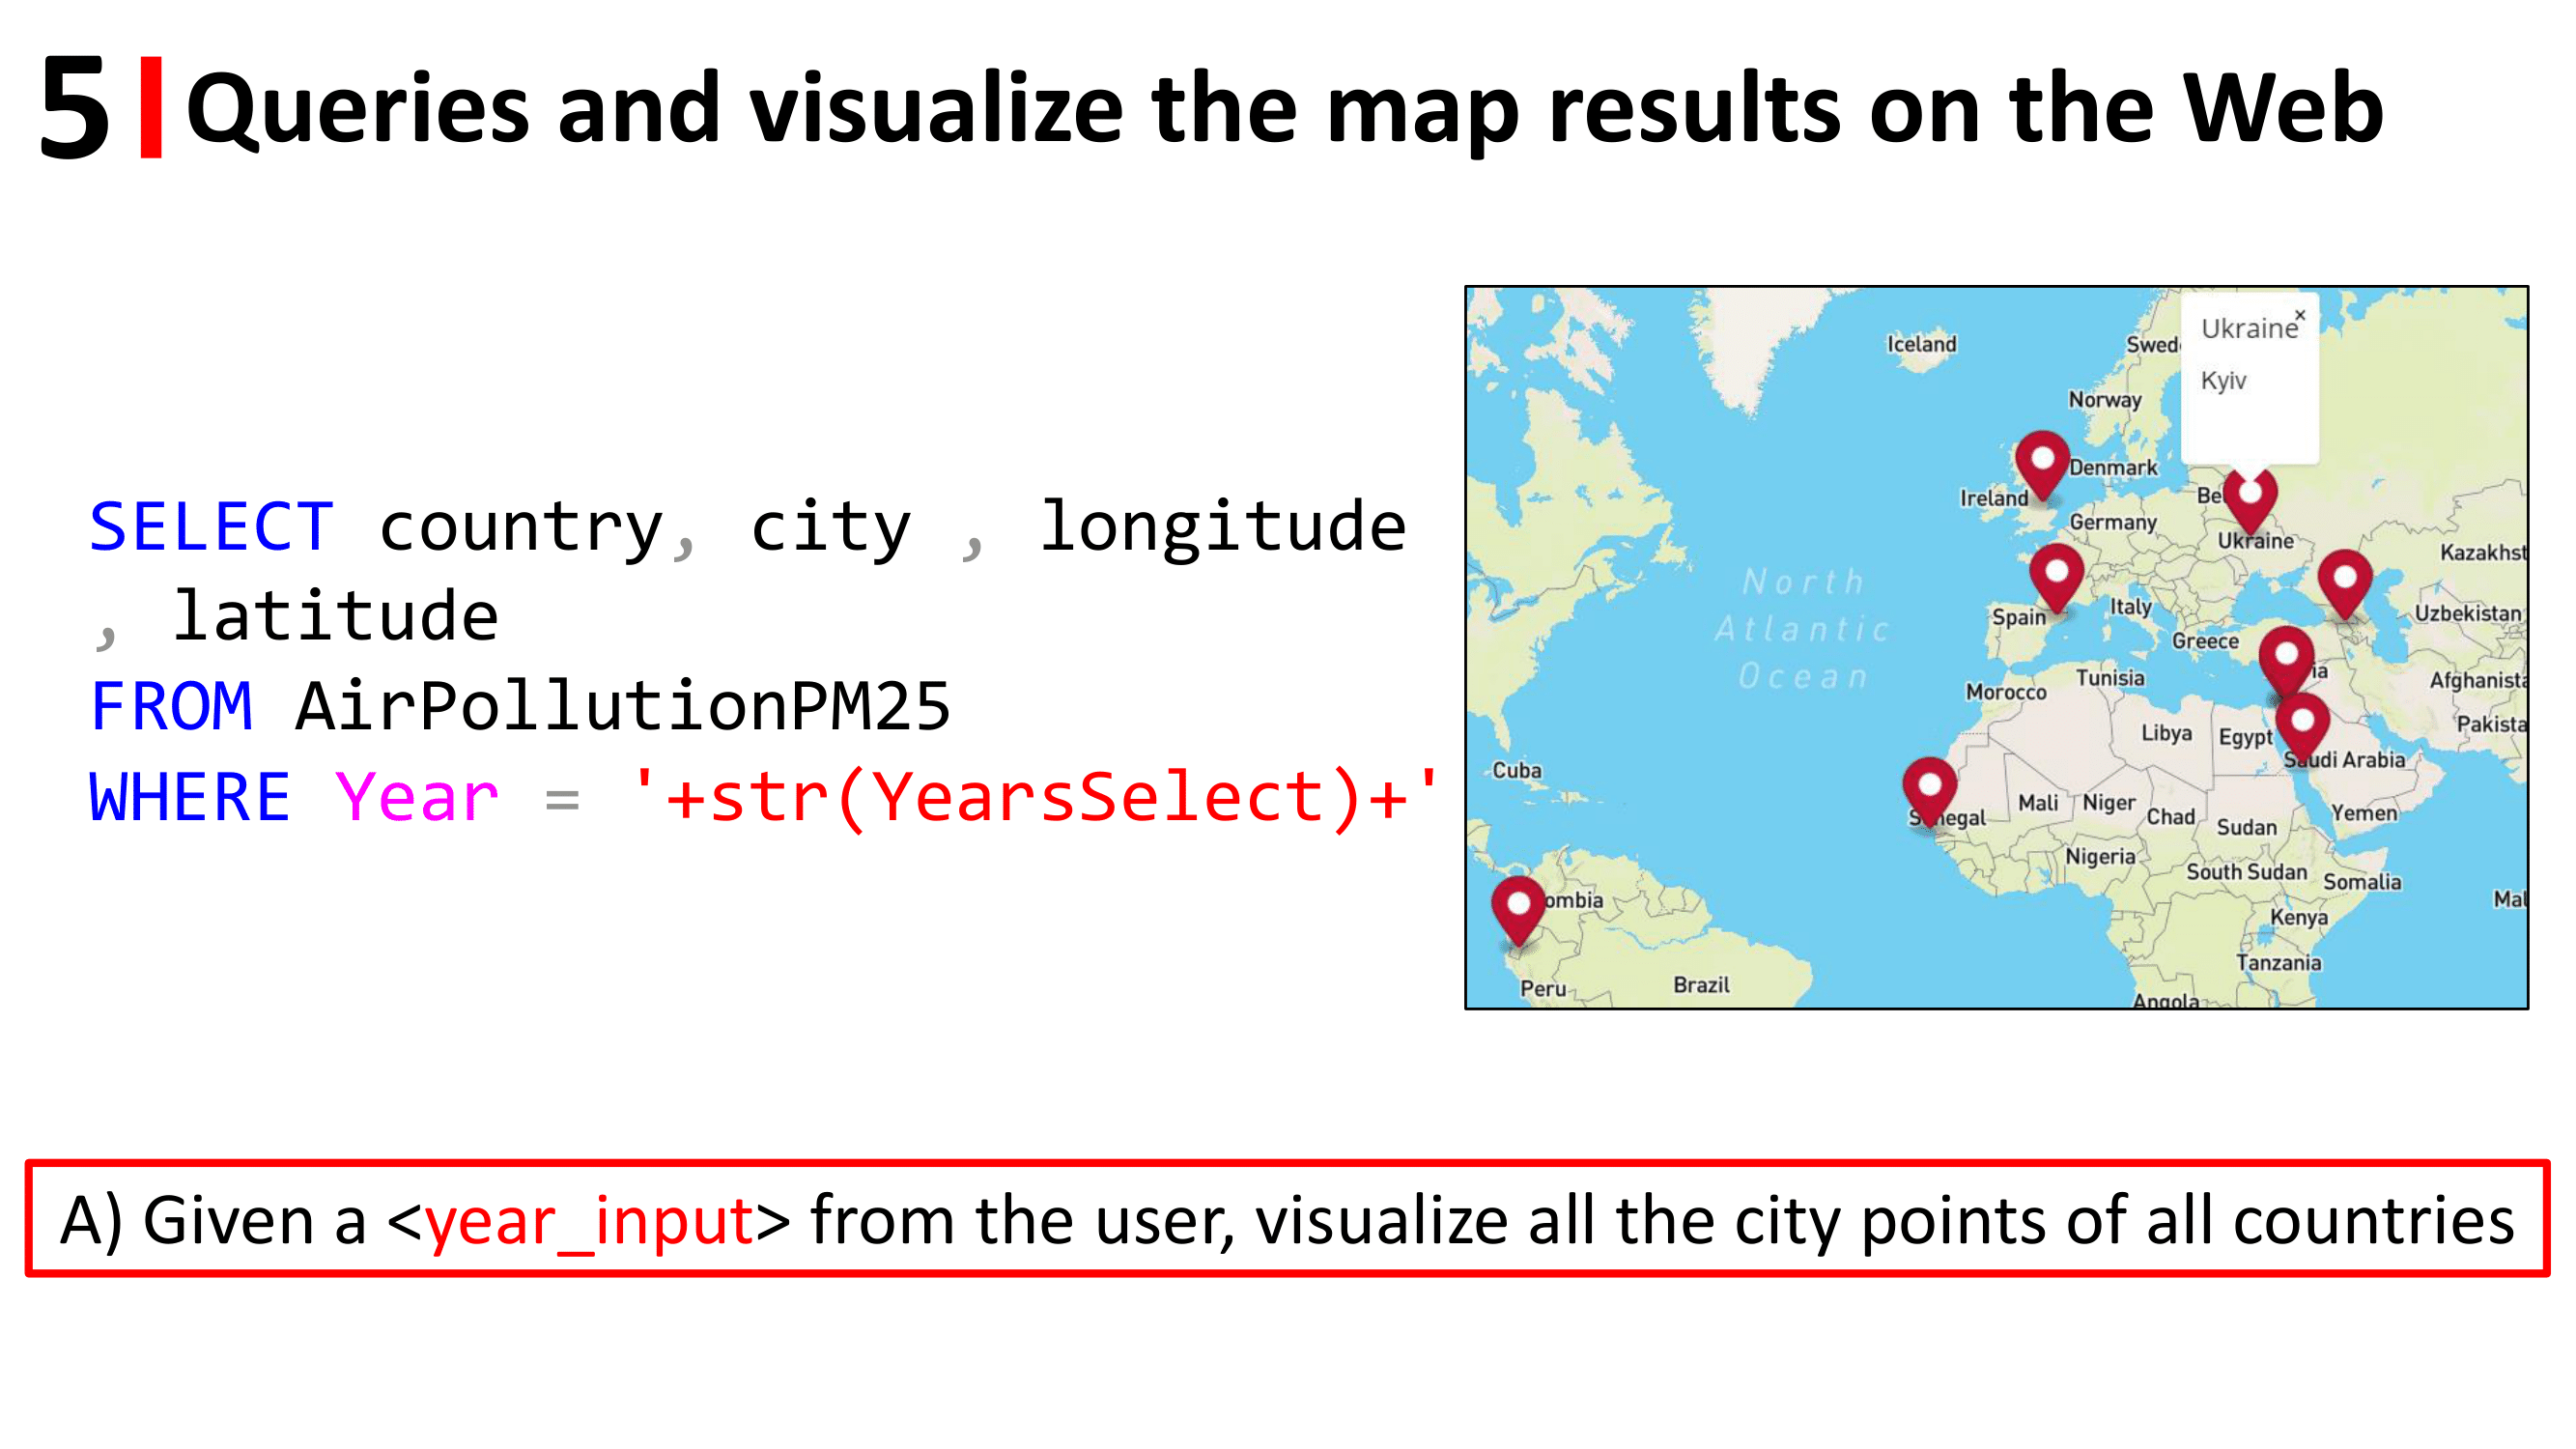 5 Queries and visualize the map results on the Web
SELECT country, city , longitude
, latitude
FROM AirPollutionPM25
WHERE Year = '+str(YearsSelect)+'
Ukraine ×
Kyiv
Iceland
Norway
Denmark
Ireland
Germany
Ukraine
Kazakhst
North
Atlantic
Ocean
Spain
Italy
Uzbekistan
Greece
Morocco
Tunisia
Afghanista
Libya
Egypt
Pakista
Saudi Arabia
Cuba
Mali
Niger
Chad
Sudan
Yemen
Senegal
Nigeria
South Sudan
Somalia
ombia
Kenya
Mal
Tanzania
Peru
Brazil
Angola
A) Given a <year_input> from the user, visualize all the city points of all countries